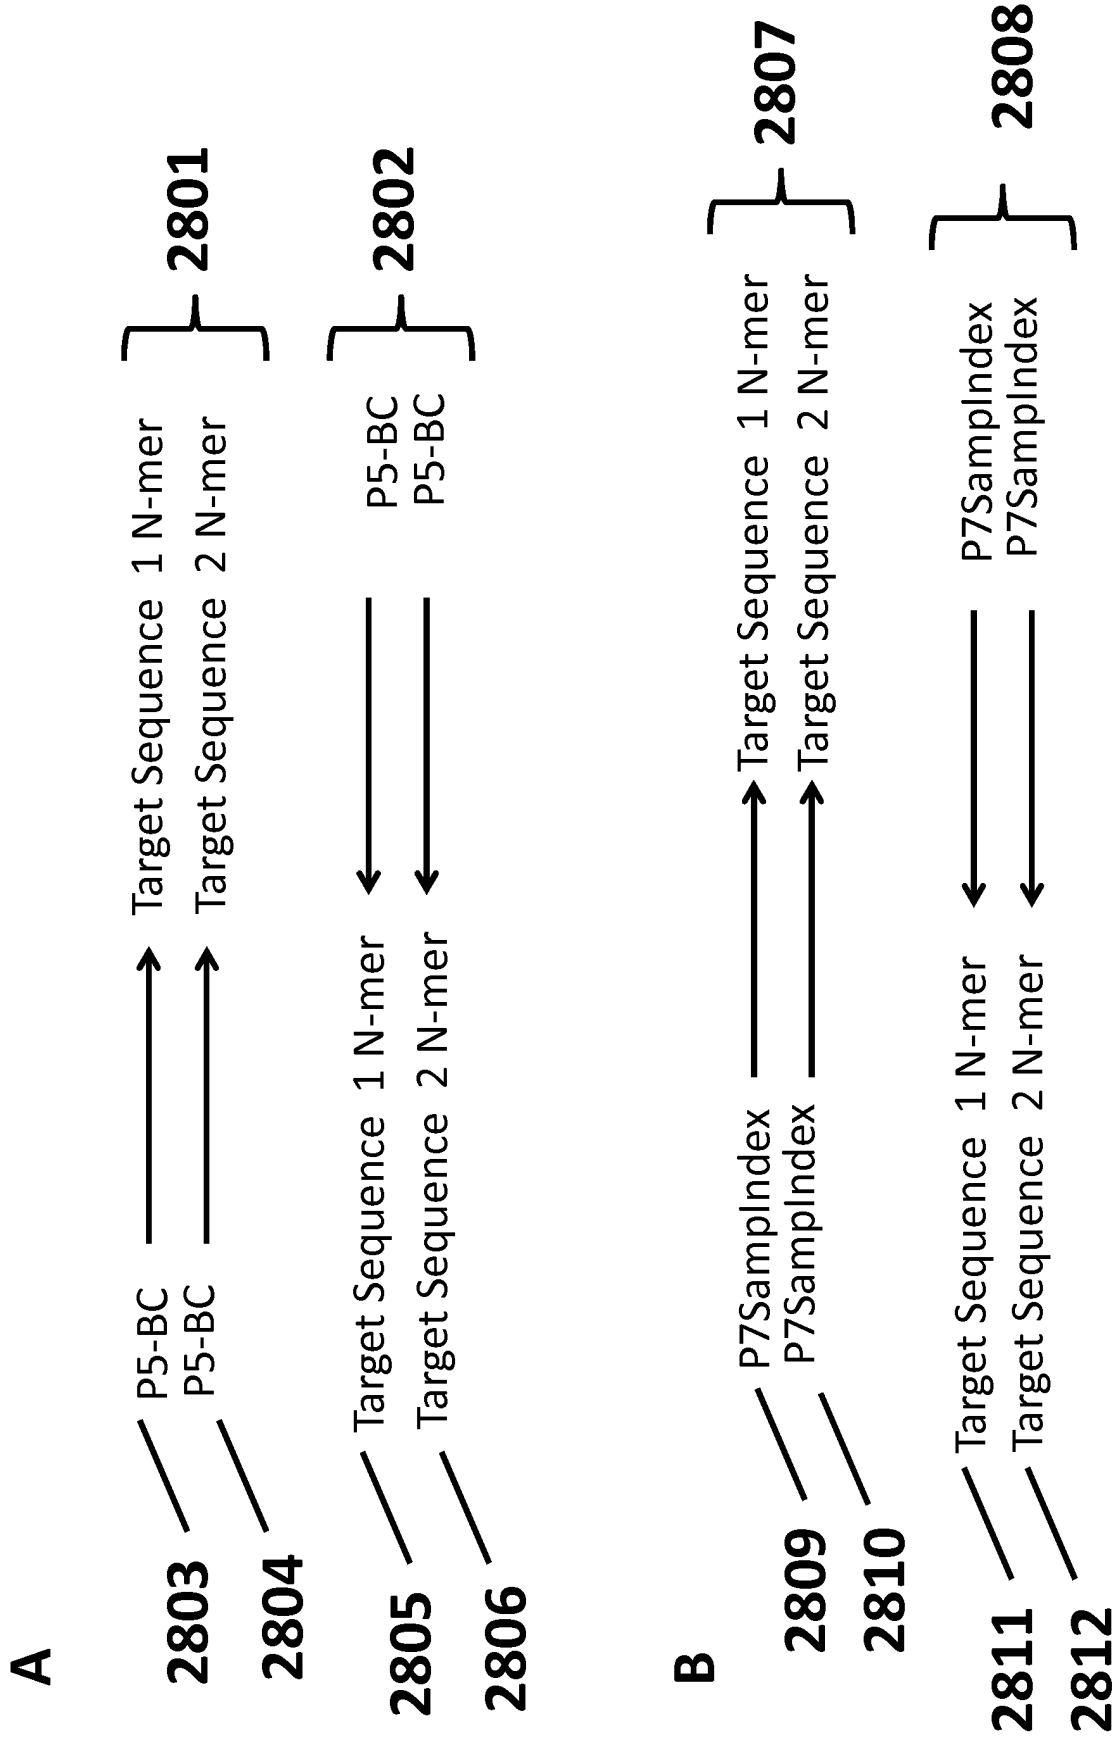 A
2803 P5-BC Target Sequence 1 N-mer 2801
2804 P5-BC Target Sequence 2 N-mer
2805 Target Sequence 1 N-mer P5-BC 2802
2806 Target Sequence 2 N-mer P5-BC
B
2809 P7SampIndex Target Sequence 1 N-mer 2807
2810 P7SampIndex Target Sequence 2 N-mer
2811 Target Sequence 1 N-mer P7SampIndex 2808
2812 Target Sequence 2 N-mer P7SampIndex